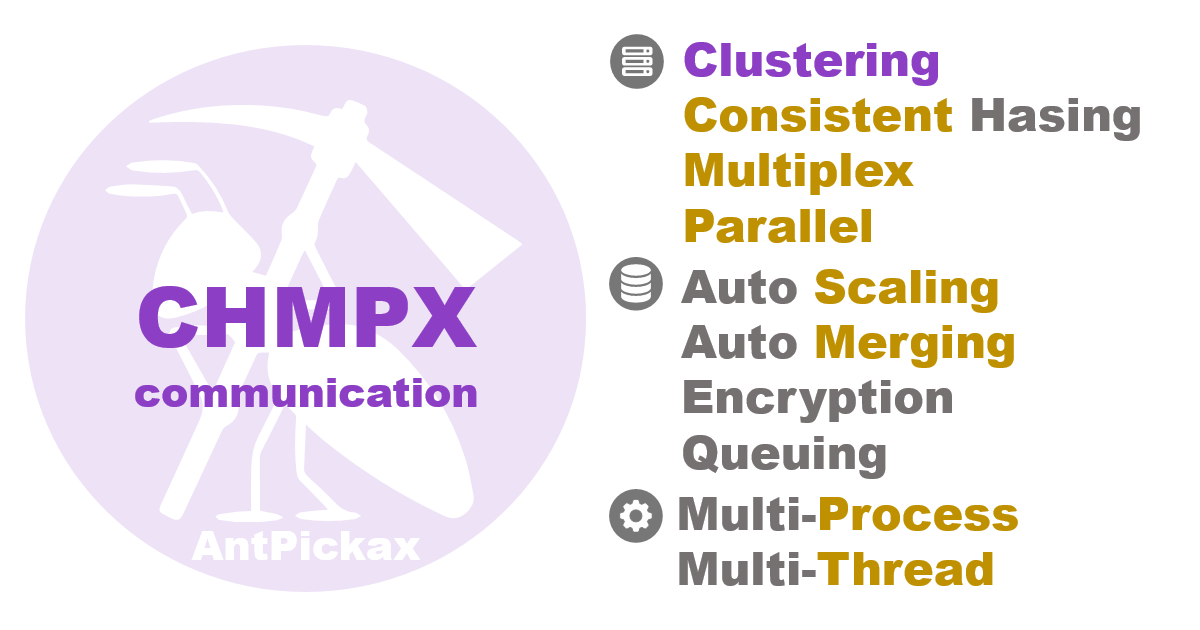 CHMPX
communication
AntPickax
Clustering
Consistent Hasing
Multiplex
Parallel
Auto Scaling
Auto Merging
Encryption
Queuing
Multi-Process
Multi-Thread